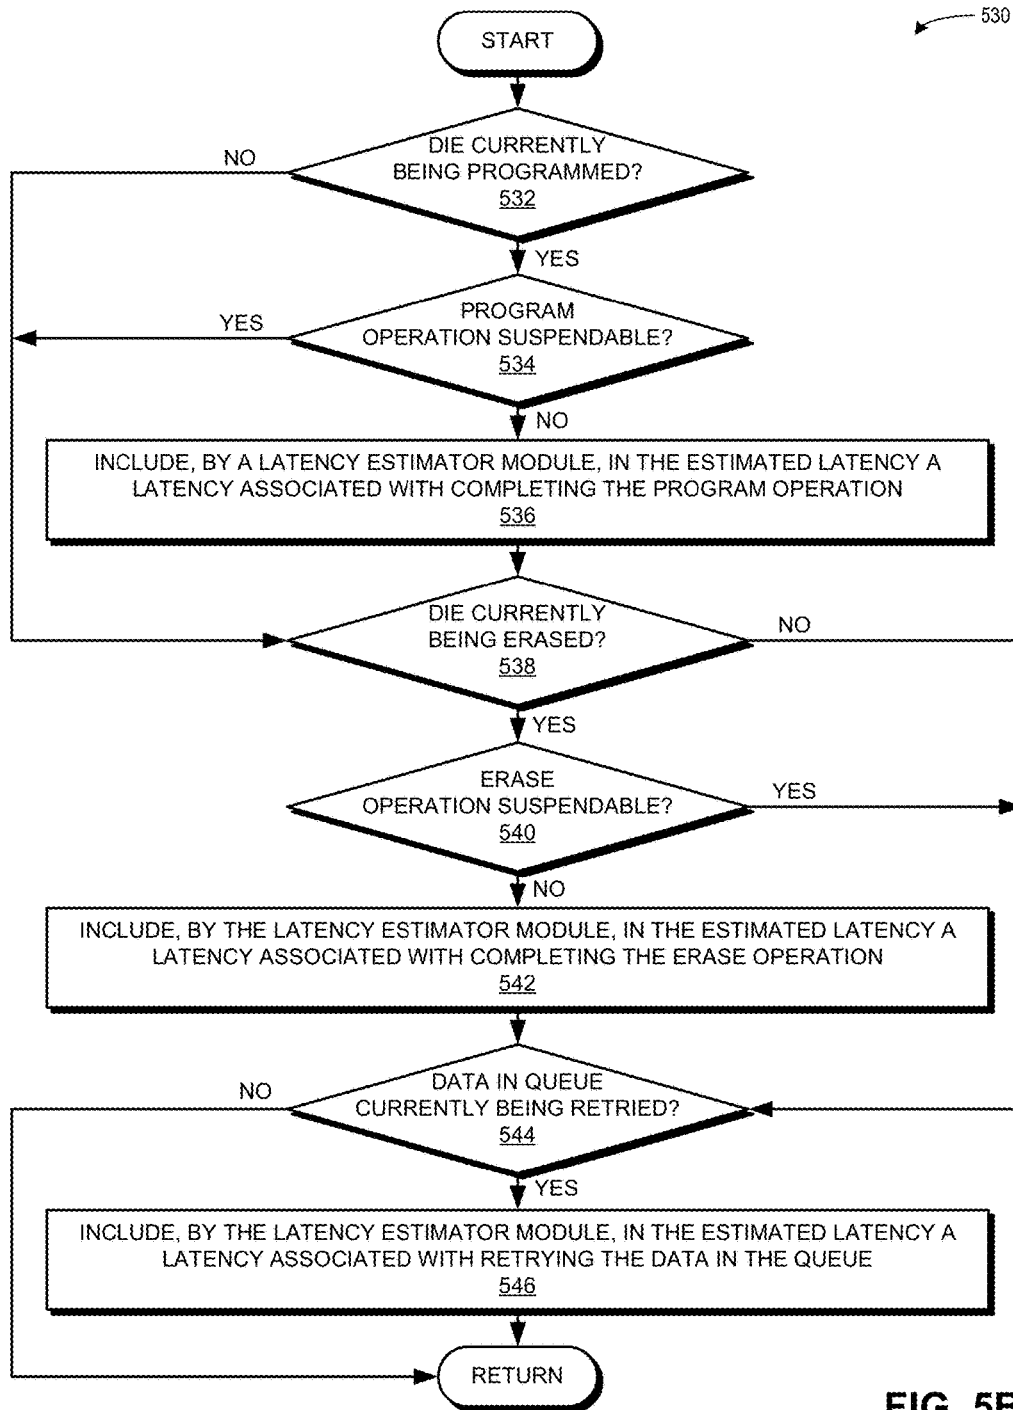 START
530
DIE CURRENTLY
BEING PROGRAMMED?
532
NO
YES
PROGRAM
OPERATION SUSPENDABLE?
534
YES
NO
INCLUDE, BY A LATENCY ESTIMATOR MODULE, IN THE ESTIMATED LATENCY A
LATENCY ASSOCIATED WITH COMPLETING THE PROGRAM OPERATION
536
DIE CURRENTLY
BEING ERASED?
538
NO
YES
ERASE
OPERATION SUSPENDABLE?
540
YES
NO
INCLUDE, BY THE LATENCY ESTIMATOR MODULE, IN THE ESTIMATED LATENCY A
LATENCY ASSOCIATED WITH COMPLETING THE ERASE OPERATION
542
DATA IN QUEUE
CURRENTLY BEING RETRIED?
544
NO
YES
INCLUDE, BY THE LATENCY ESTIMATOR MODULE, IN THE ESTIMATED LATENCY A
LATENCY ASSOCIATED WITH RETRYING THE DATA IN THE QUEUE
546
RETURN
FIG. 5B